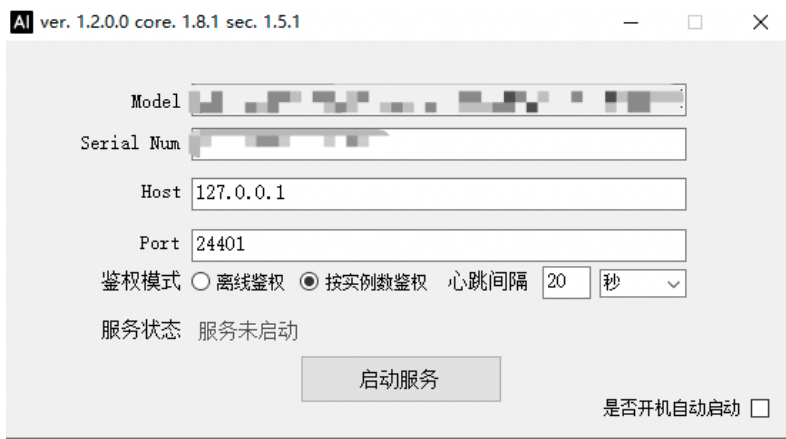 AI ver. 1.2.0.0 core. 1.8.1 sec. 1.5.1
Model
Serial Num
Host 127.0.0.1
Port 24401
鉴权模式 离线鉴权 按实例数鉴权 心跳间隔 20 秒
服务状态 服务未启动
启动服务
是否开机自动启动